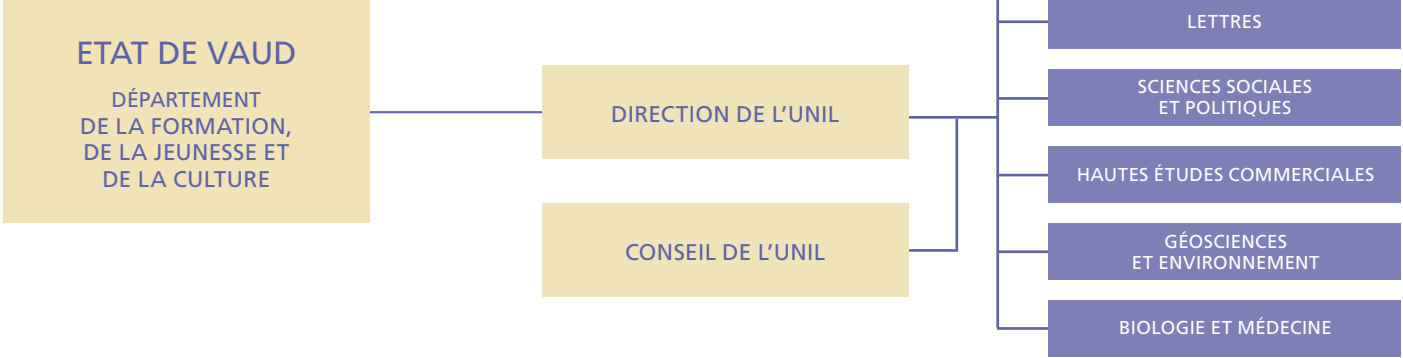 ETAT DE VAUD
DÉPARTEMENT
DE LA FORMATION,
DE LA JEUNESSE ET
DE LA CULTURE
DIRECTION DE L’UNIL
CONSEIL DE L’UNIL
LETTRES
SCIENCES SOCIALES
ET POLITIQUES
HAUTES ÉTUDES COMMERCIALES
GÉOSCIENCES
ET ENVIRONNEMENT
BIOLOGIE ET MÉDECINE